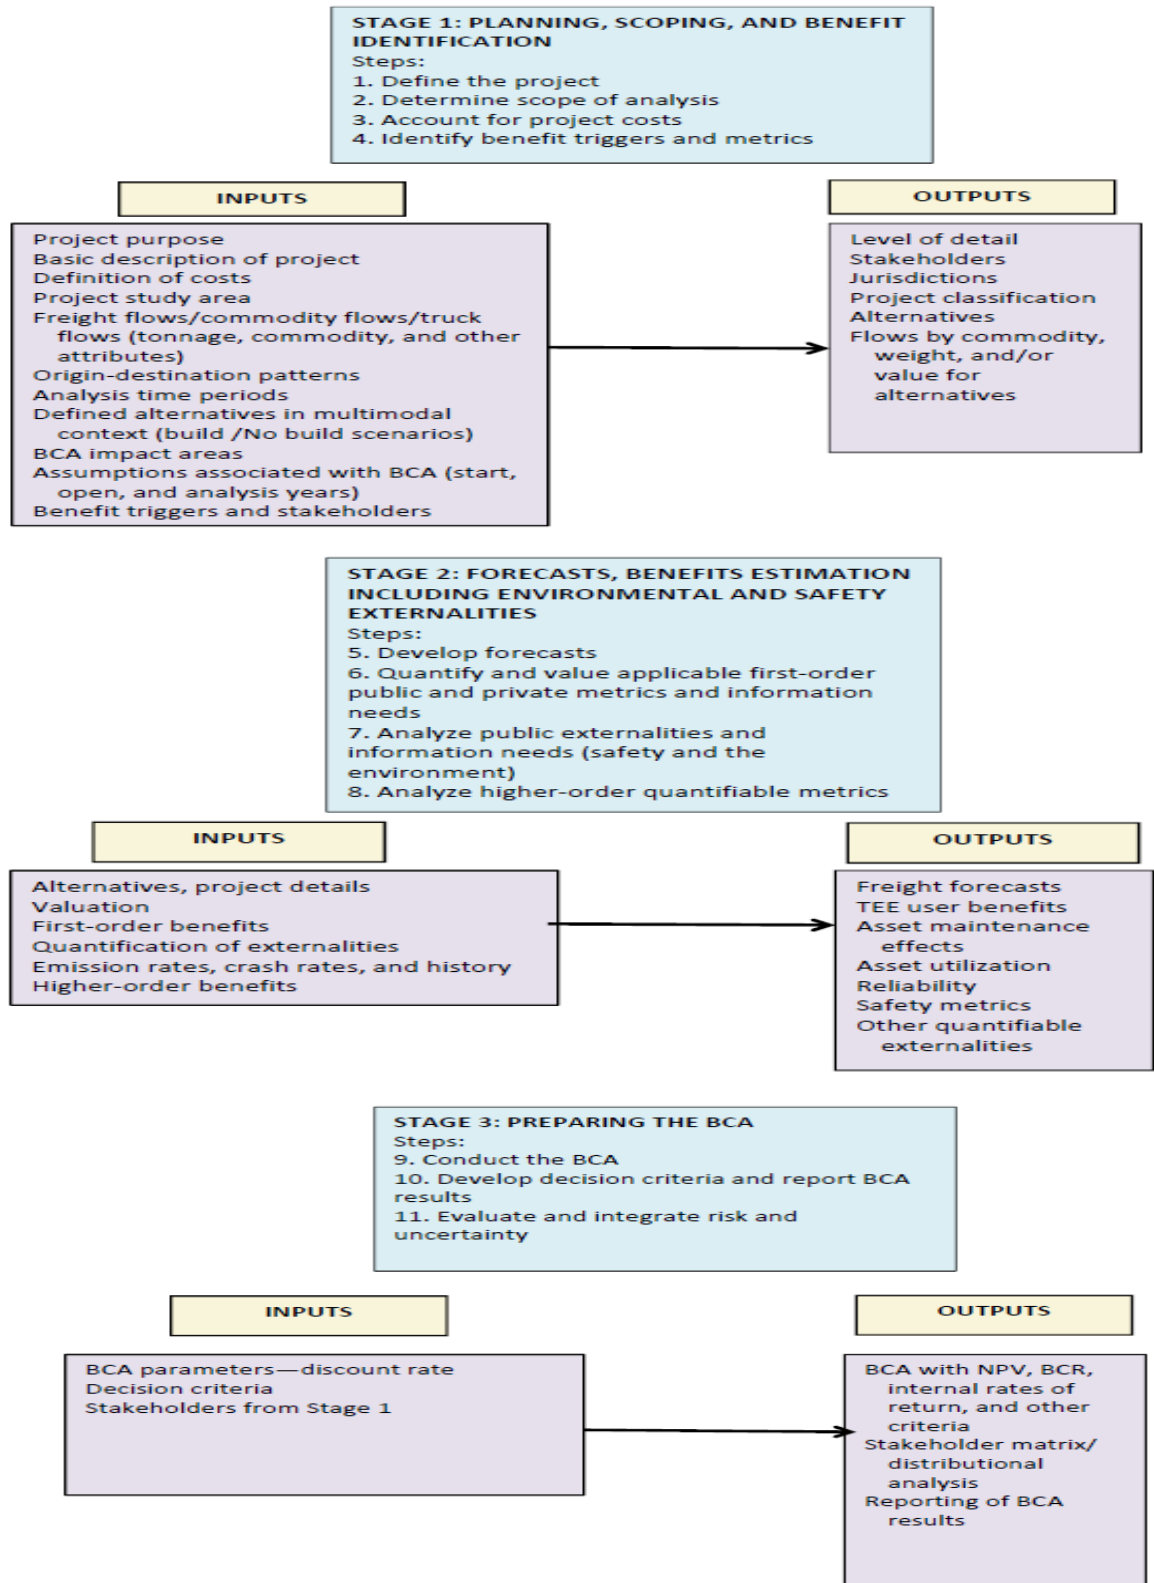 STAGE 1: PLANNING, SCOPING, AND BENEFIT
IDENTIFICATION
Steps:
1. Define the project
2. Determine scope of analysis
3. Account for project costs
4. Identify benefit triggers and metrics
INPUTS
Project purpose
Basic description of project
Definition of costs
Project study area
Freight flows/commodity flows/truck
flows (tonnage, commodity, and other
attributes)
Origin-destination patterns
Analysis time periods
Defined alternatives in multimodal
context (build /No build scenarios)
BCA impact areas
Assumptions associated with BCA (start,
open, and analysis years)
Benefit triggers and stakeholders
OUTPUTS
Level of detail
Stakeholders
Jurisdictions
Project classification
Alternatives
Flows by commodity,
weight, and/or
value for
alternatives
STAGE 2: FORECASTS, BENEFITS ESTIMATION
INCLUDING ENVIRONMENTAL AND SAFETY
EXTERNALITIES
Steps:
5. Develop forecasts
6. Quantify and value applicable first-order
public and private metrics and information
needs
7. Analyze public externalities and
information needs (safety and the
environment)
8. Analyze higher-order quantifiable metrics
INPUTS
Alternatives, project details
Valuation
First-order benefits
Quantification of externalities
Emission rates, crash rates, and history
Higher-order benefits
OUTPUTS
Freight forecasts
TEE user benefits
Asset maintenance
effects
Asset utilization
Reliability
Safety metrics
Other quantifiable
externalities
STAGE 3: PREPARING THE BCA
Steps:
9. Conduct the BCA
10. Develop decision criteria and report BCA
results
11. Evaluate and integrate risk and
uncertainty
INPUTS
BCA parameters—discount rate
Decision criteria
Stakeholders from Stage 1
OUTPUTS
BCA with NPV, BCR,
internal rates of
return, and other
criteria
Stakeholder matrix/
distributional
analysis
Reporting of BCA
results